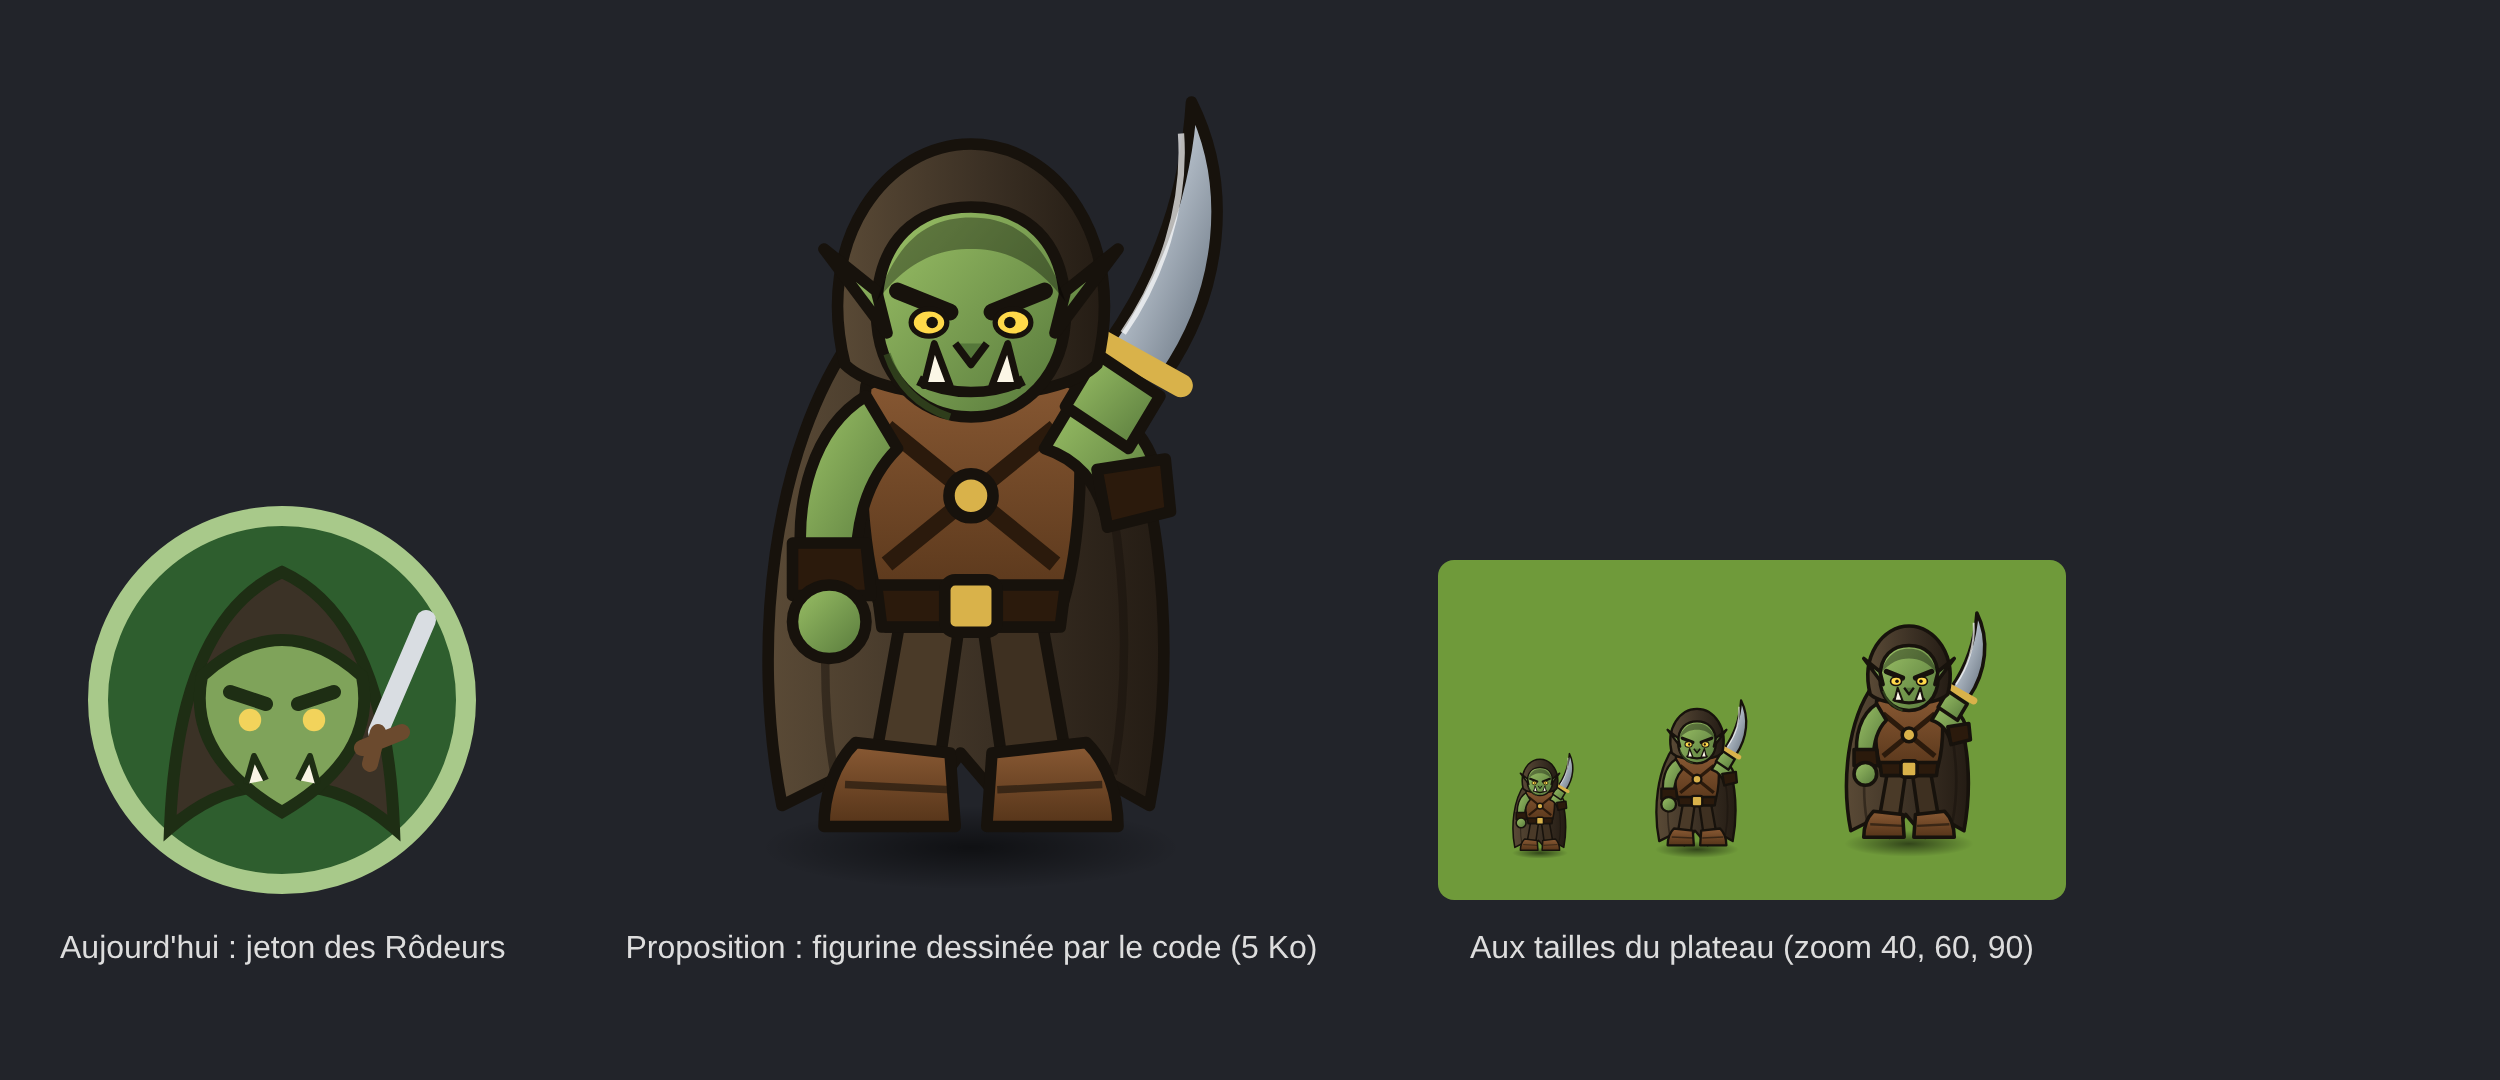 Aujourd'hui : jeton des Rôdeurs
Proposition : figurine dessinée par le code (5 Ko)
Aux tailles du plateau (zoom 40, 60, 90)